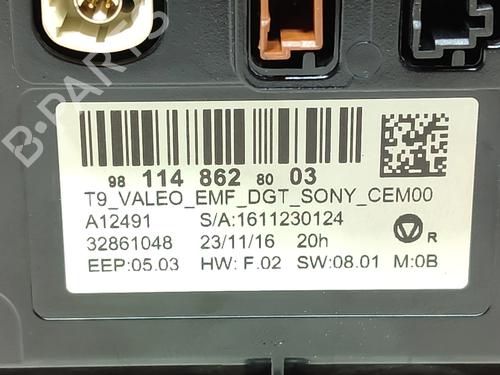 B-PARTS
98 114 862 80 03
T9_VALEO_EMF_DGT_SONY_CEM00
A12491 S/A:1611230124
32861048 23/11/16 20h
V R
EEP:05.03 HW: F.02 SW:08.01 M:0B